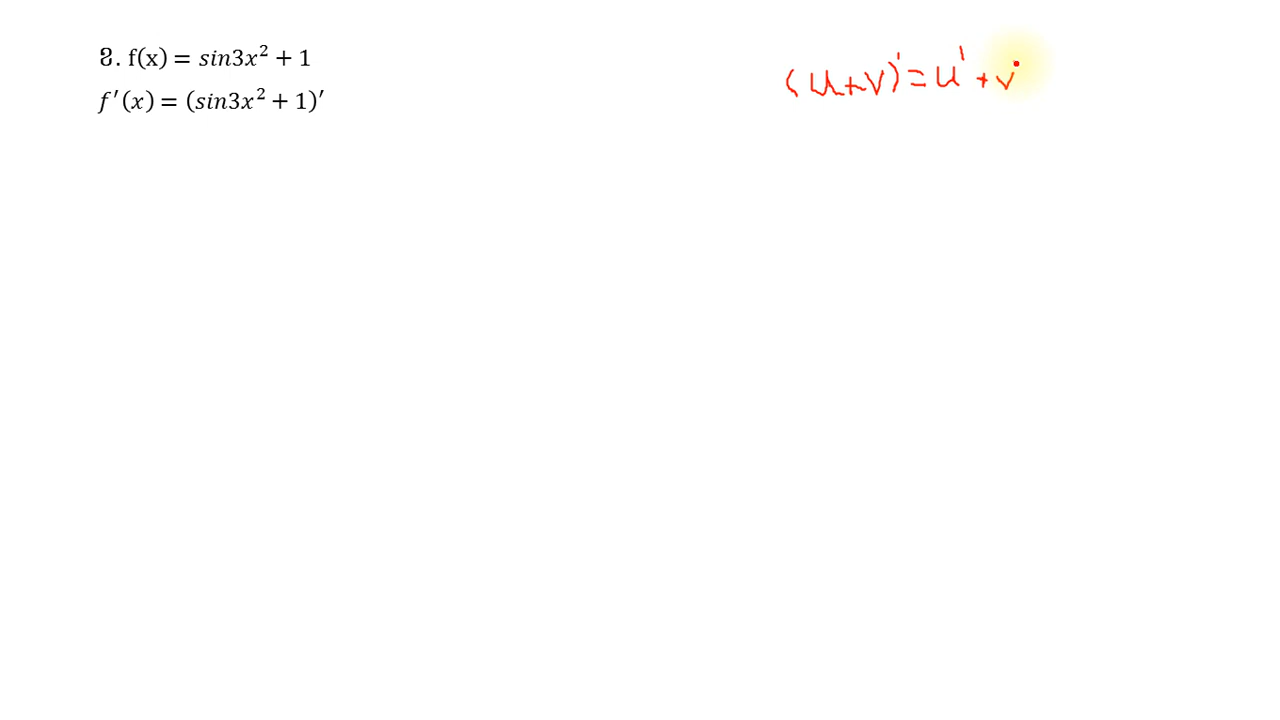 8. f(x) = sin3x² + 1
(u+v)' = u' + v
f′(x) = (sin3x² + 1)′